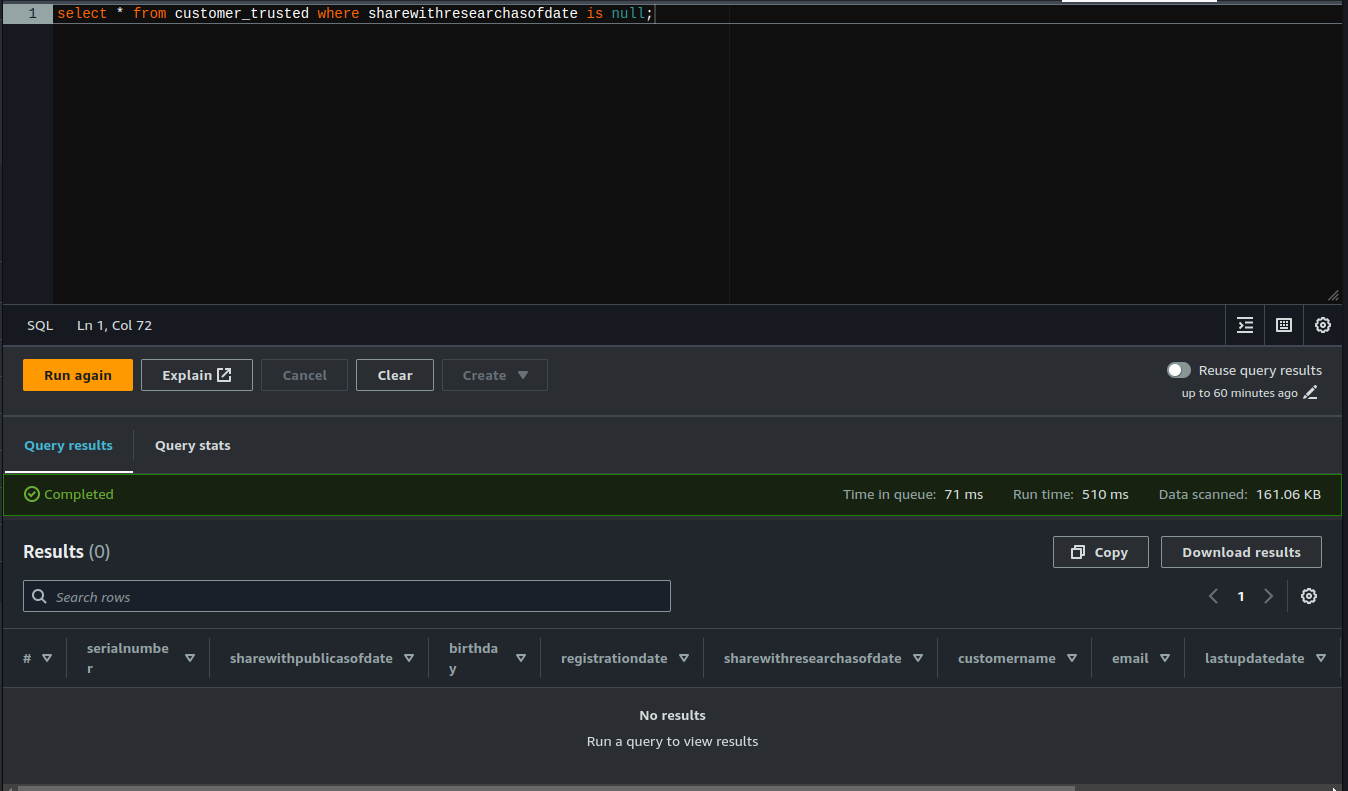 1 select * from customer_trusted where sharewithresearchasofdate is null;
SQL Ln 1, Col 72
Run again Explain Cancel Clear Create Reuse query results
up to 60 minutes ago
Query results Query stats
Completed Time in queue: 71 ms Run time: 510 ms Data scanned: 161.06 KB
Results (0) Copy Download results
Search rows 1
# serialnumbe
r sharewithpublicasofdate birthda
y registrationdate sharewithresearchasofdate customername email lastupdatedate
No results
Run a query to view results